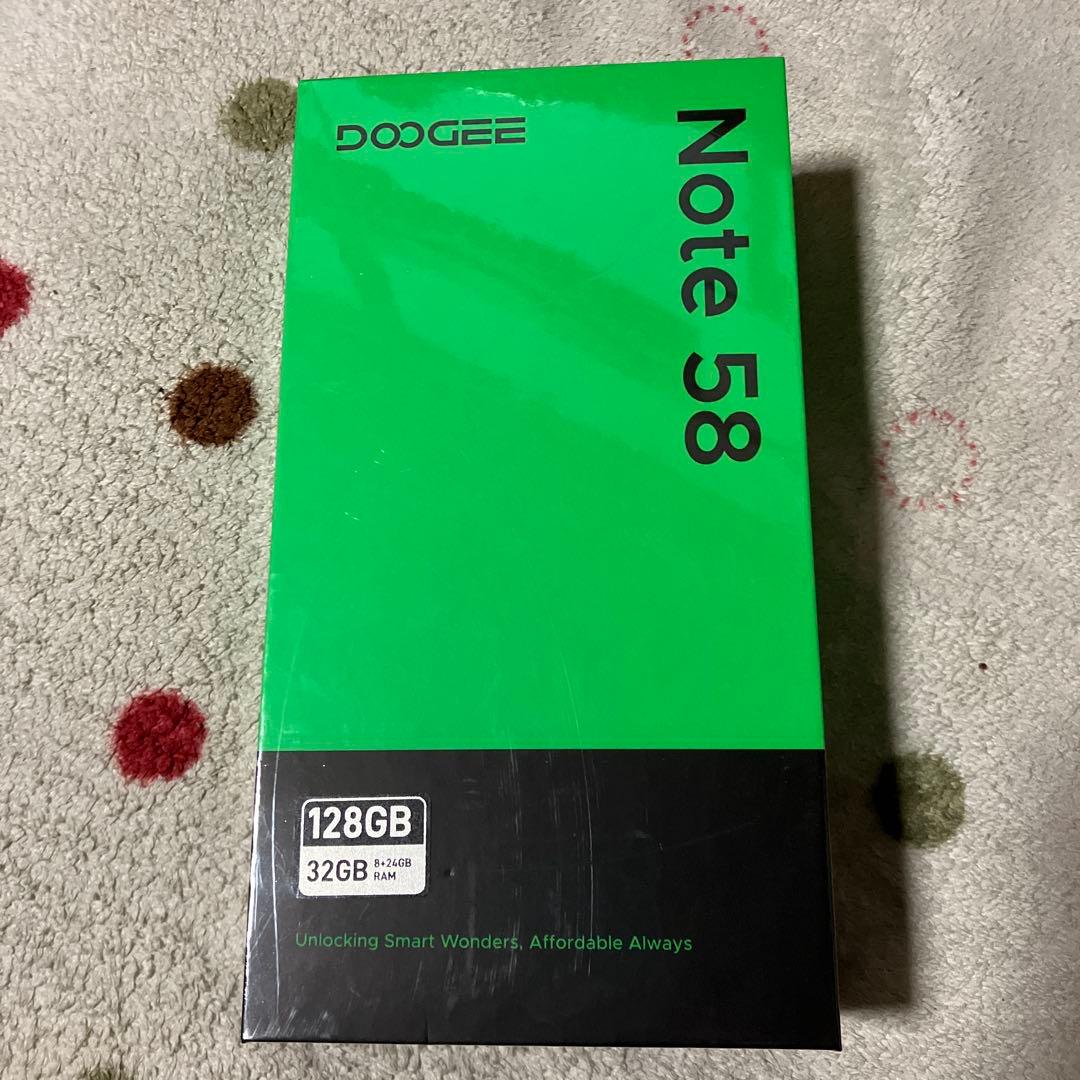 DOOGEE
Note 58
128GB
32GB 8+24GB RAM
Unlocking Smart Wonders, Affordable Always